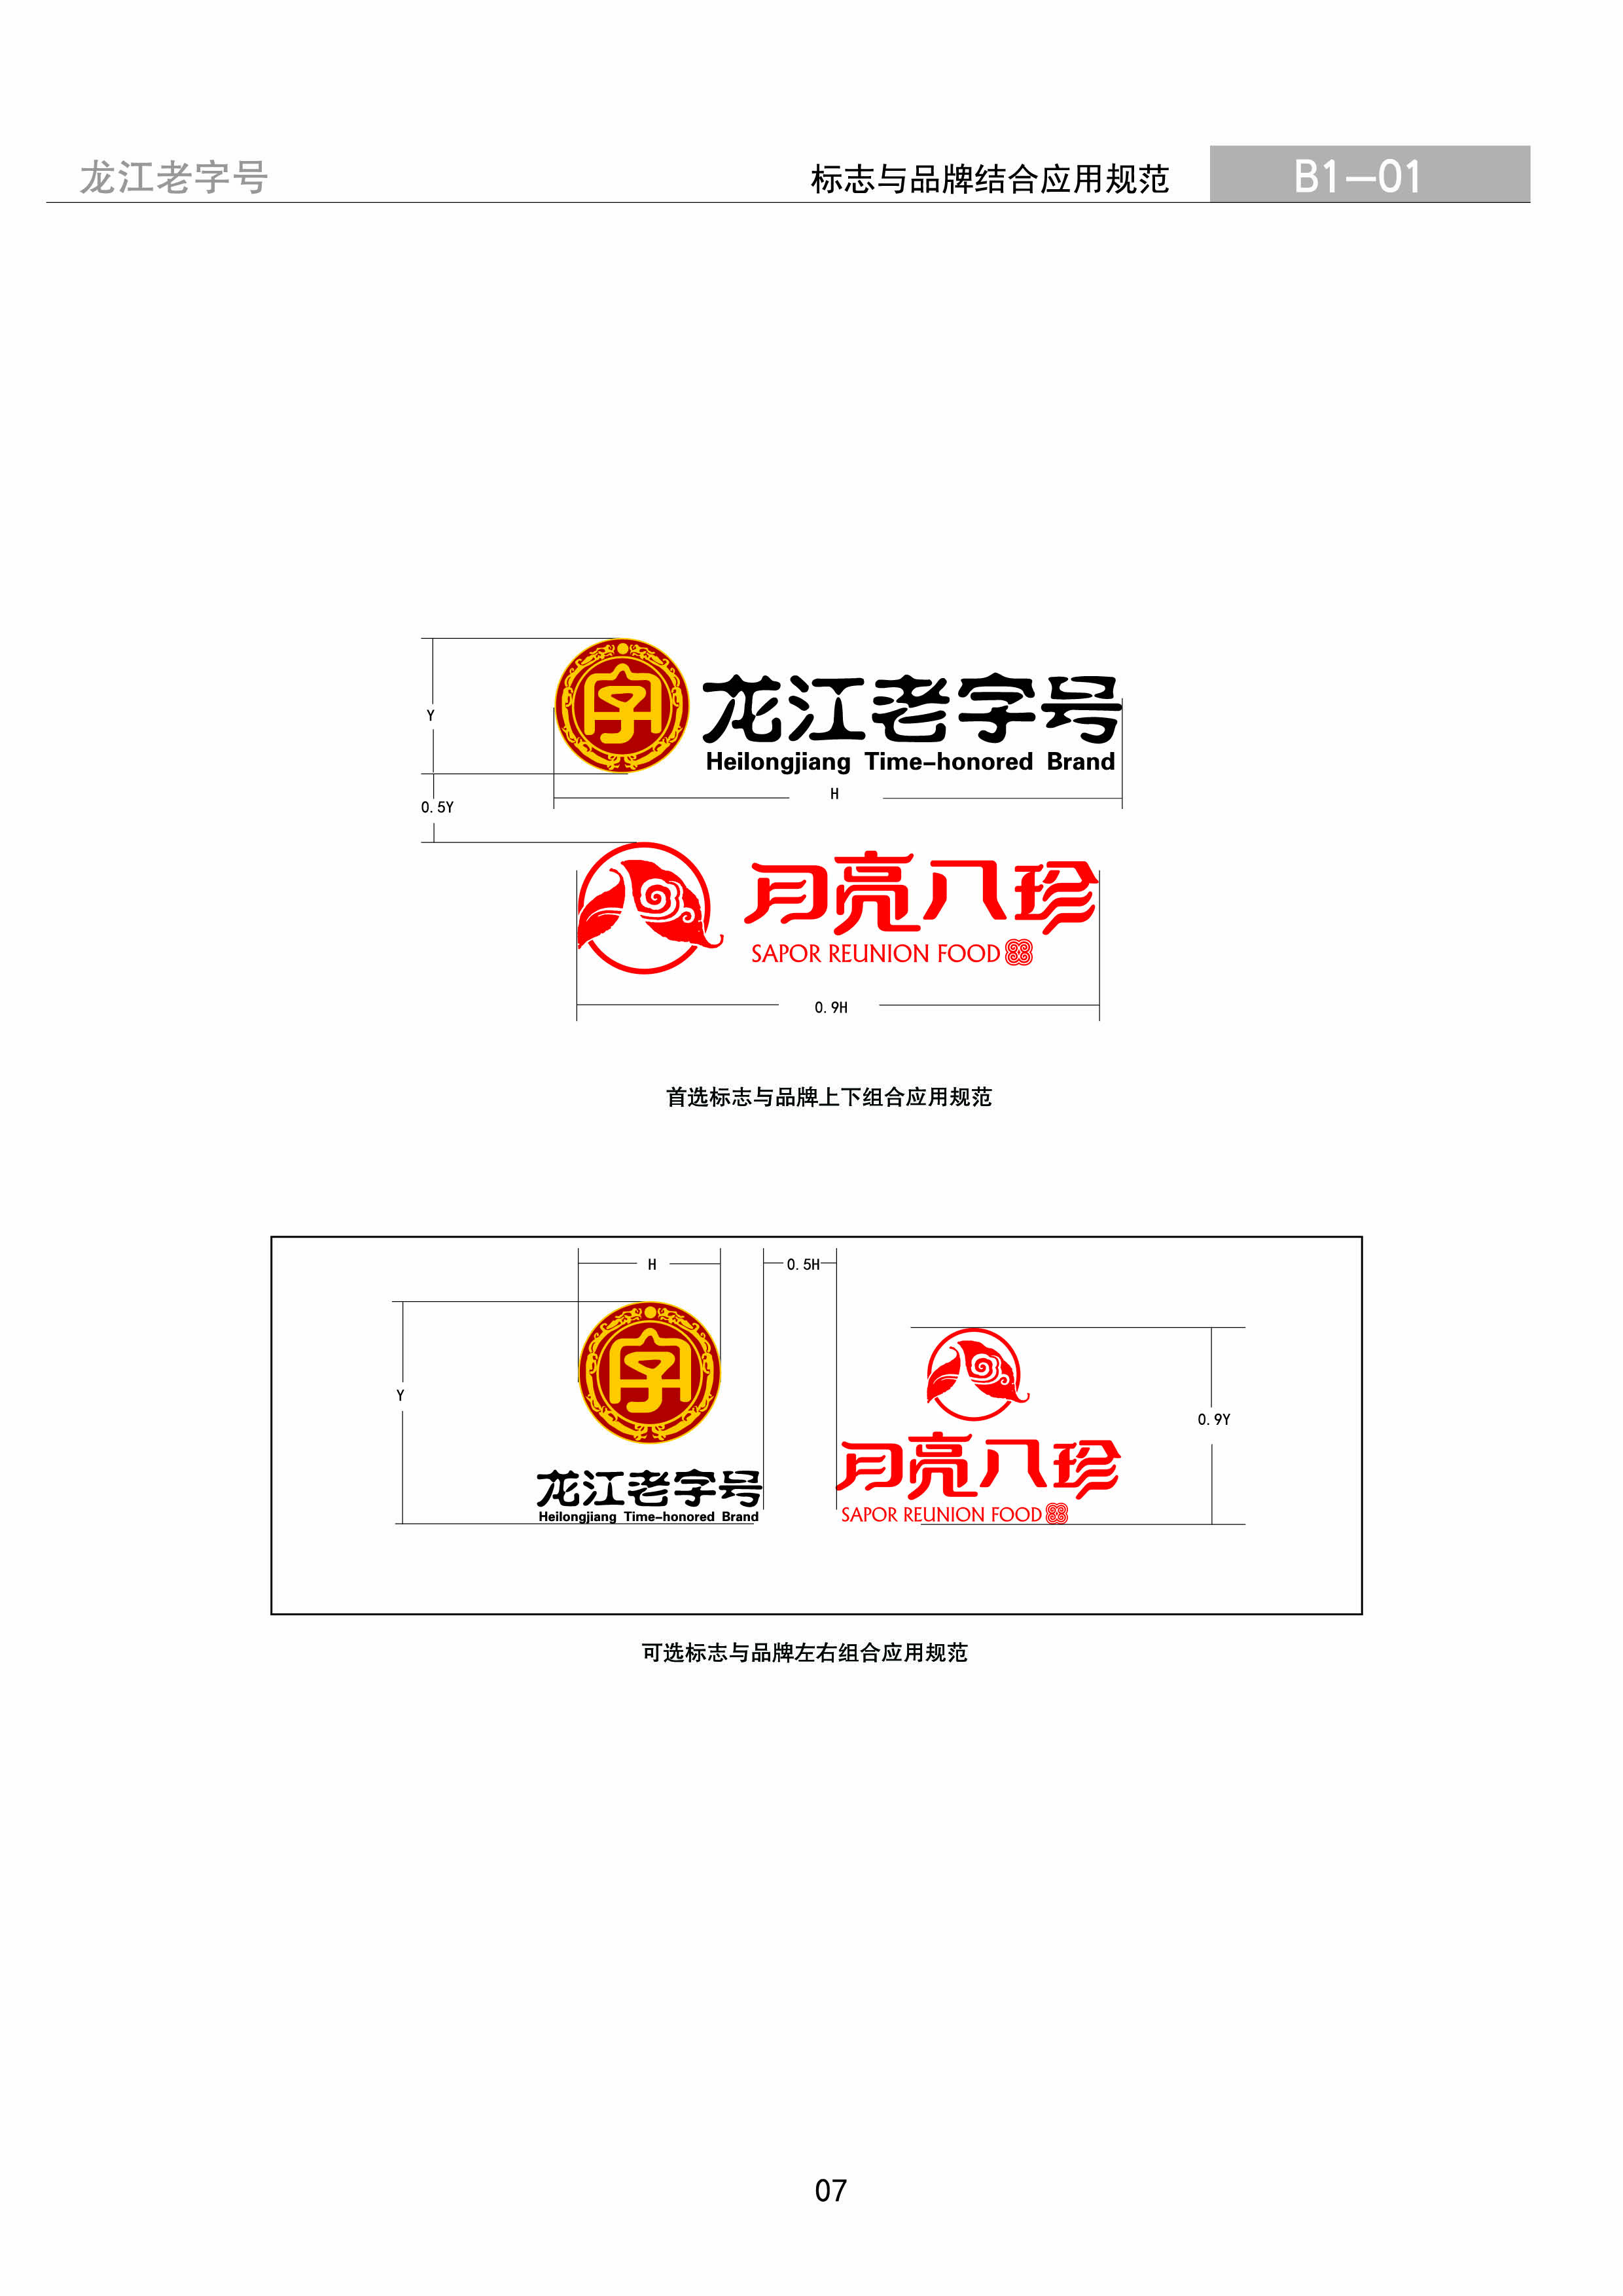 龙江老字号
标志与品牌结合应用规范
B1—01
字
龙江老字号
Heilongjiang Time-honored Brand
Y
H
0.5Y
月亮八珍
SAPOR REUNION FOOD
0.9H
首选标志与品牌上下组合应用规范
H
0.5H
字
Y
龙江老字号
Heilongjiang Time-honored Brand
月亮八珍
SAPOR REUNION FOOD
0.9Y
可选标志与品牌左右组合应用规范
07